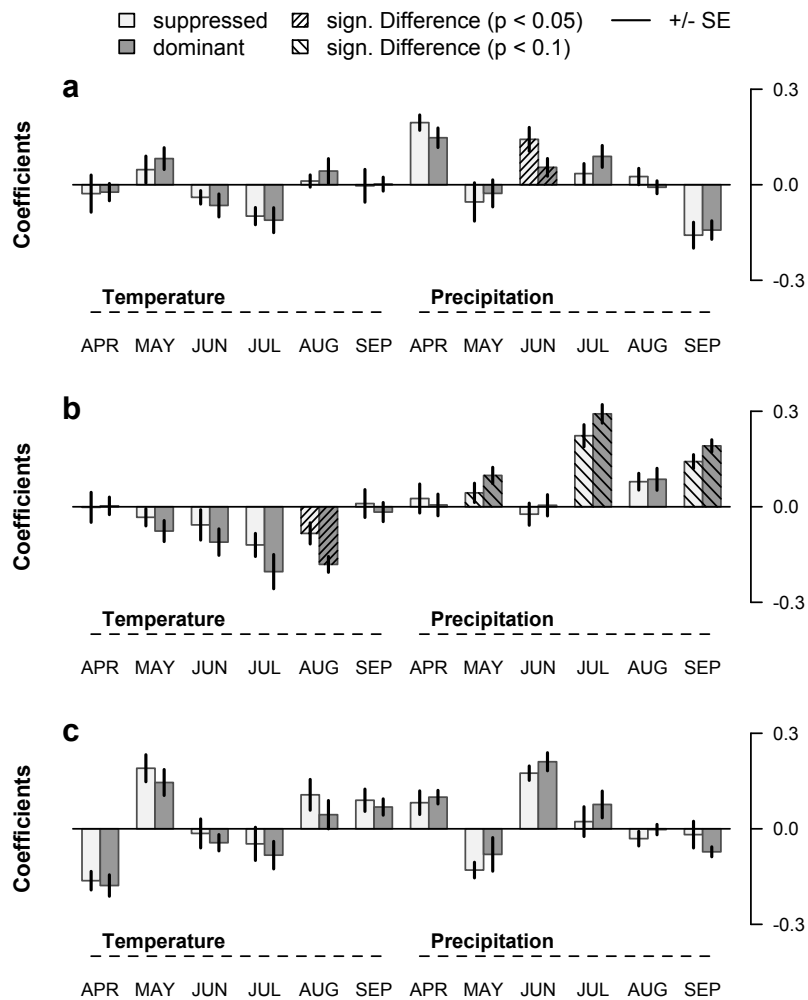 suppressed sign. Difference (p < 0.05) +/- SE
dominant sign. Difference (p < 0.1)
a
0.3
0.0
-0.3
Coefficients
Temperature Precipitation
APR MAY JUN JUL AUG SEP APR MAY JUN JUL AUG SEP
b
0.3
0.0
-0.3
Coefficients
Temperature Precipitation
APR MAY JUN JUL AUG SEP APR MAY JUN JUL AUG SEP
c
0.3
0.0
-0.3
Coefficients
Temperature Precipitation
APR MAY JUN JUL AUG SEP APR MAY JUN JUL AUG SEP